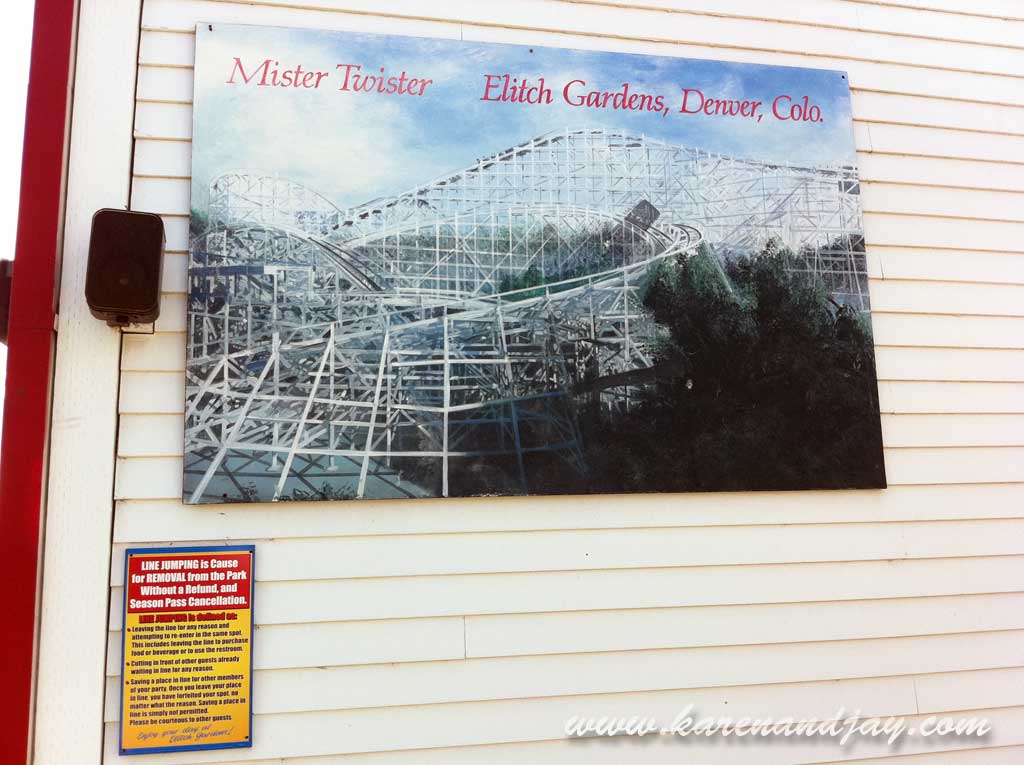 Mister Twister Elitch Gardens, Denver, Colo.
LINE JUMPING is Cause
for REMOVAL from the Park
Without a Refund, and
Season Pass Cancellation.
LINE JUMPING is defined as:
Leaving the line for any reason and
attempting to re-enter in the same spot.
This includes leaving the line to purchase
food or beverage or to use the restroom.
Cutting in front of other guests already
waiting in line for any reason.
Saving a place in line for other members
of your party. Once you leave your place
in line, you have forfeited your spot, no
matter what the reason. Saving a place in
line is simply not permitted.
Please be courteous to other guests.
Enjoy your day at
Elitch Gardens!
www.karenandjay.com